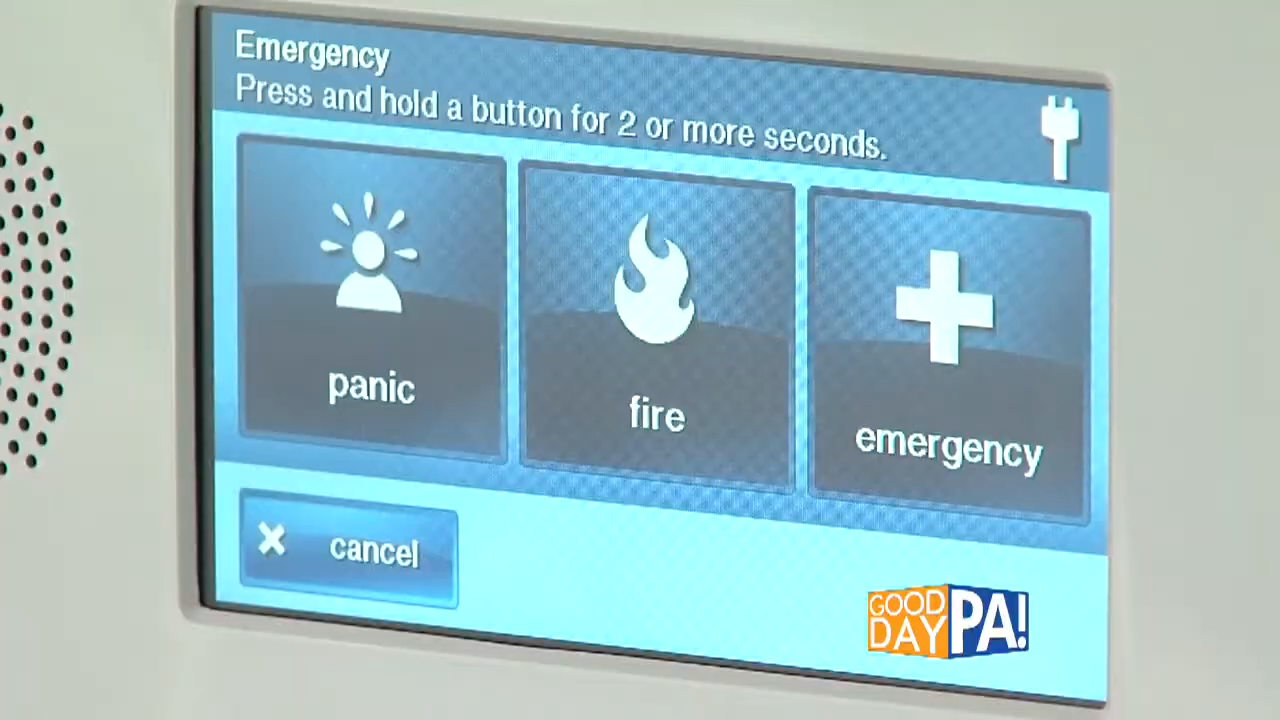 Emergency
Press and hold a button for 2 or more seconds.
panic
fire
emergency
cancel
GOOD
DAY
PA!